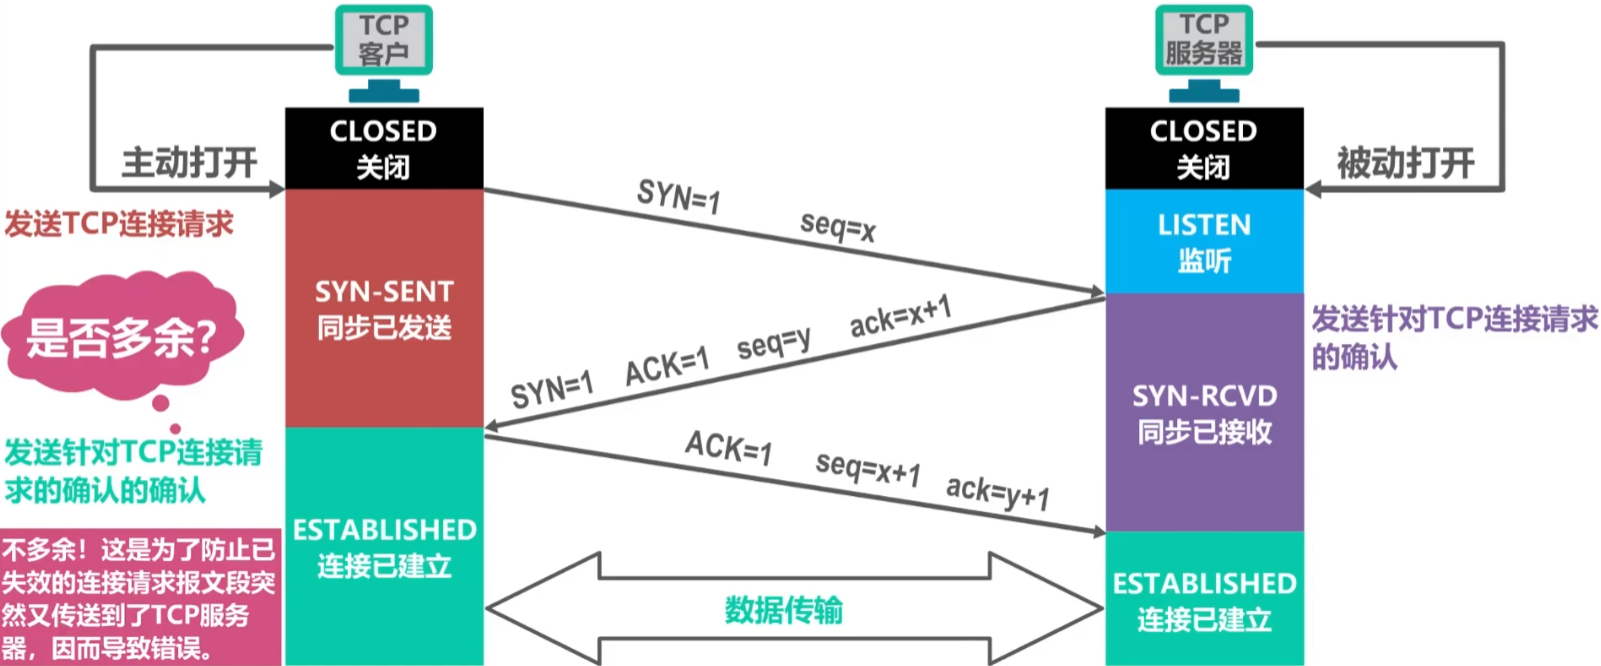 TCP
客户
TCP
服务器
CLOSED
关闭
CLOSED
关闭
主动打开
被动打开
发送TCP连接请求
SYN=1 seq=x
LISTEN
监听
SYN-SENT
同步已发送
是否多余？
SYN=1 ACK=1 seq=y ack=x+1
发送针对TCP连接请求
的确认
SYN-RCVD
同步已接收
发送针对TCP连接请
求的确认的确认
ACK=1 seq=x+1 ack=y+1
ESTABLISHED
连接已建立
不多余！这是为了防止已
失效的连接请求报文段突
然又传送到了TCP服务
器，因而导致错误。
数据传输
ESTABLISHED
连接已建立